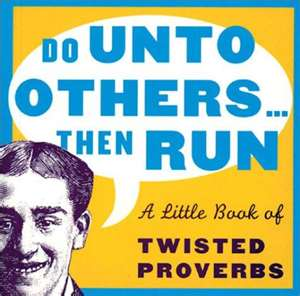 DO UNTO
OTHERS...
THEN RUN
A Little Book of
TWISTED
PROVERBS